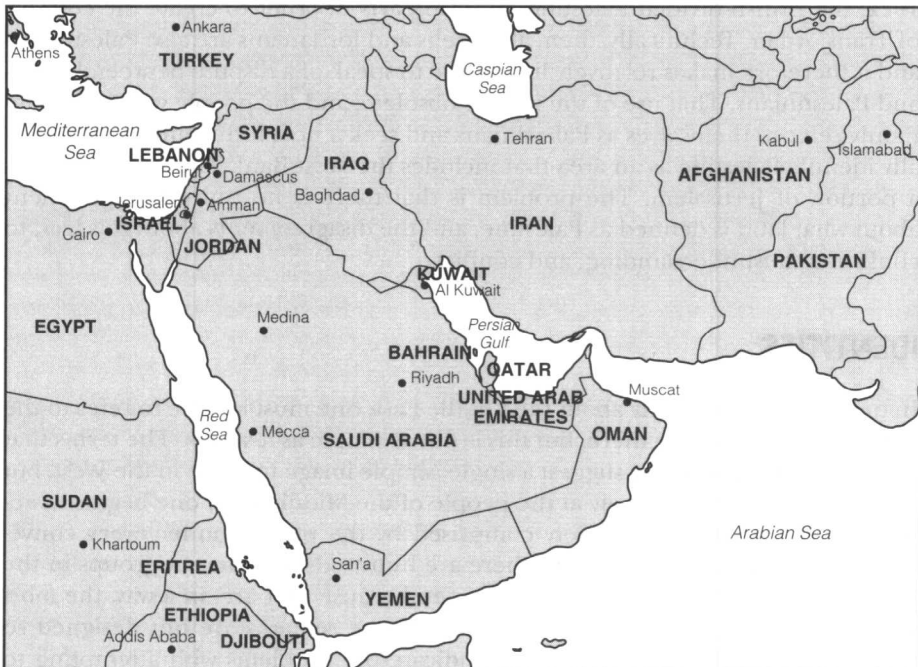 Ankara
Athens
TURKEY
Caspian
Sea
Mediterranean
Sea
SYRIA
Tehran
Kabul
Islamabad
LEBANON
Beirut
Damascus
IRAQ
AFGHANISTAN
Baghdad
Jerusalem
Amman
ISRAEL
IRAN
Cairo
JORDAN
PAKISTAN
KUWAIT
Al Kuwait
EGYPT
Medina
Persian
Gulf
BAHRAIN
QATAR
Riyadh
UNITED ARAB
EMIRATES
Muscat
Red
Sea
Mecca
SAUDI ARABIA
OMAN
SUDAN
Arabian Sea
Khartoum
ERITREA
San'a
YEMEN
ETHIOPIA
Addis Ababa
DJIBOUTI